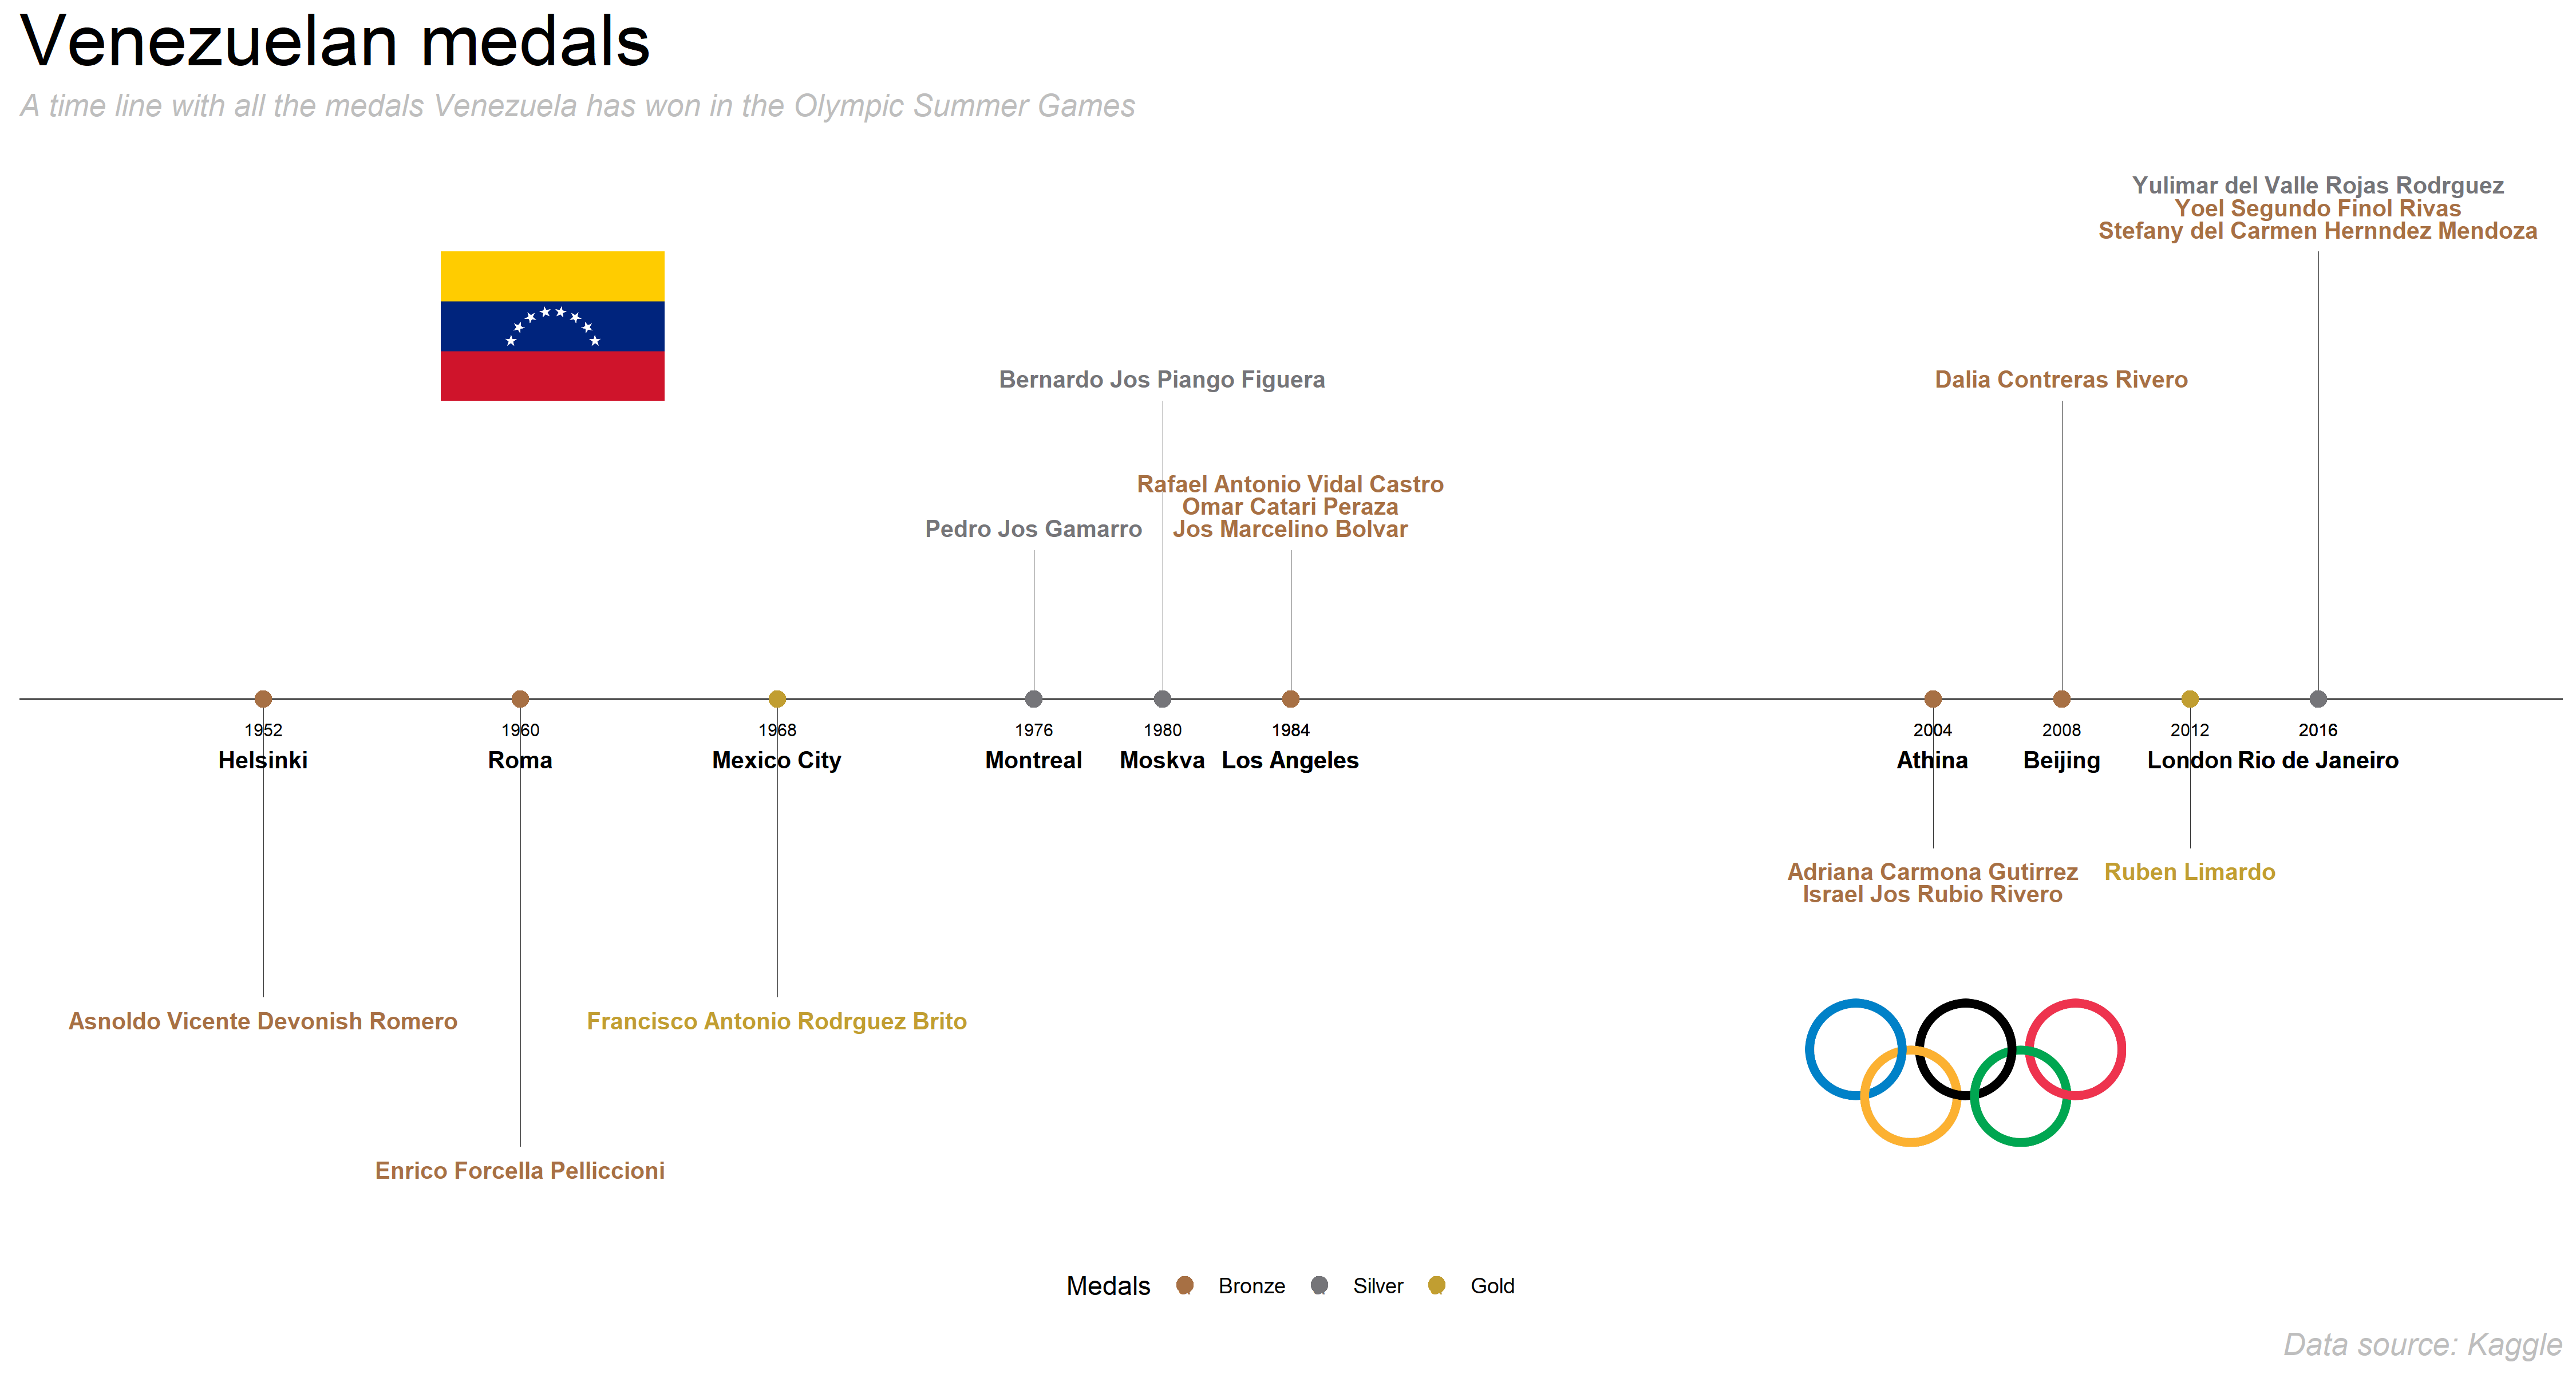 Venezuelan medals
A time line with all the medals Venezuela has won in the Olympic Summer Games
Yulimar del Valle Rojas Rodrguez
Yoel Segundo Finol Rivas
Stefany del Carmen Hernndez Mendoza
Bernardo Jos Piango Figuera
Dalia Contreras Rivero
Rafael Antonio Vidal Castro
Omar Catari Peraza
Jos Marcelino Bolvar
Pedro Jos Gamarro
1952
Helsinki
1960
Roma
1968
Mexico City
1976
Montreal
1980
Moskva
1984
Los Angeles
2004
Athina
2008
Beijing
2012
London
2016
Rio de Janeiro
Adriana Carmona Gutirrez
Israel Jos Rubio Rivero
Ruben Limardo
Asnoldo Vicente Devonish Romero
Francisco Antonio Rodrguez Brito
Enrico Forcella Pelliccioni
Medals Bronze Silver Gold
Data source: Kaggle